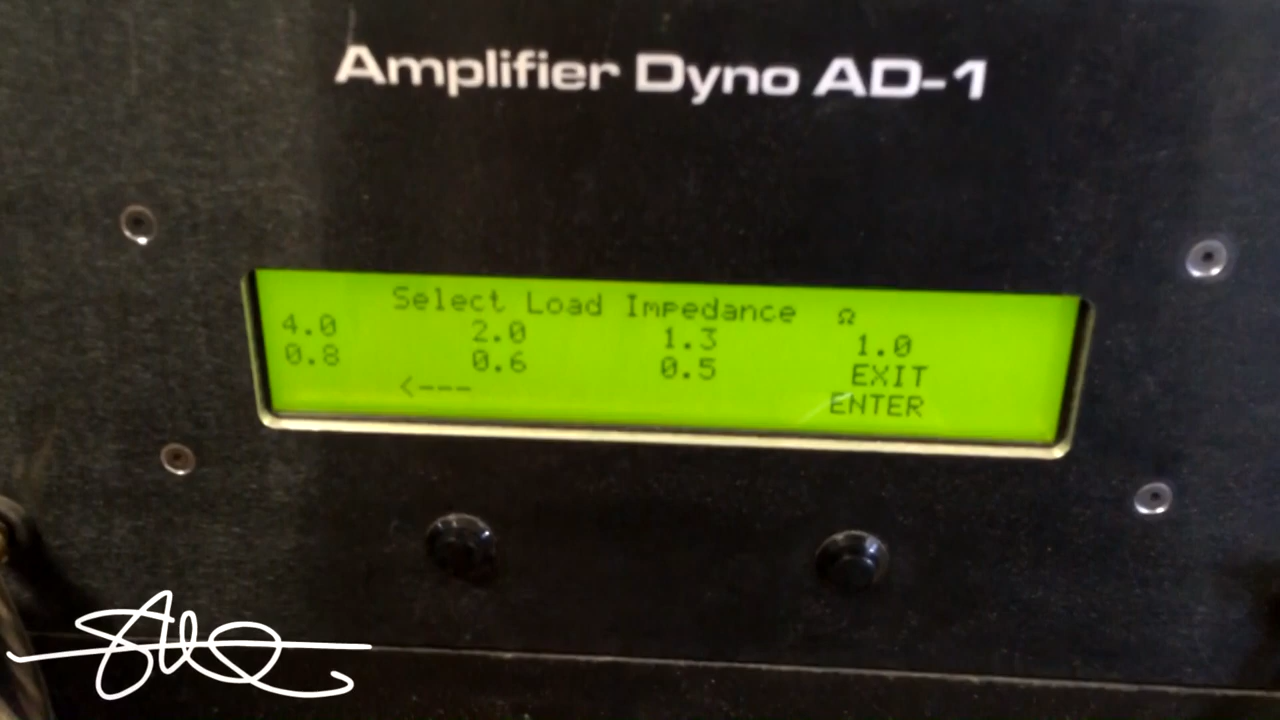 Amplifier Dyno AD-1
Select Load Impedance Ω
4.0 2.0 1.3 1.0
0.8 0.6 0.5 EXIT
<--- ENTER